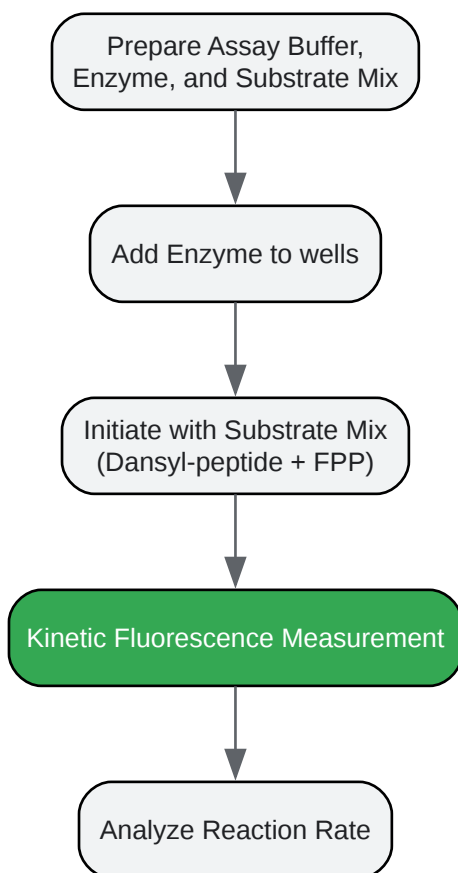 Prepare Assay Buffer,
Enzyme, and Substrate Mix
Add Enzyme to wells
Initiate with Substrate Mix
(Dansyl-peptide + FPP)
Kinetic Fluorescence Measurement
Analyze Reaction Rate